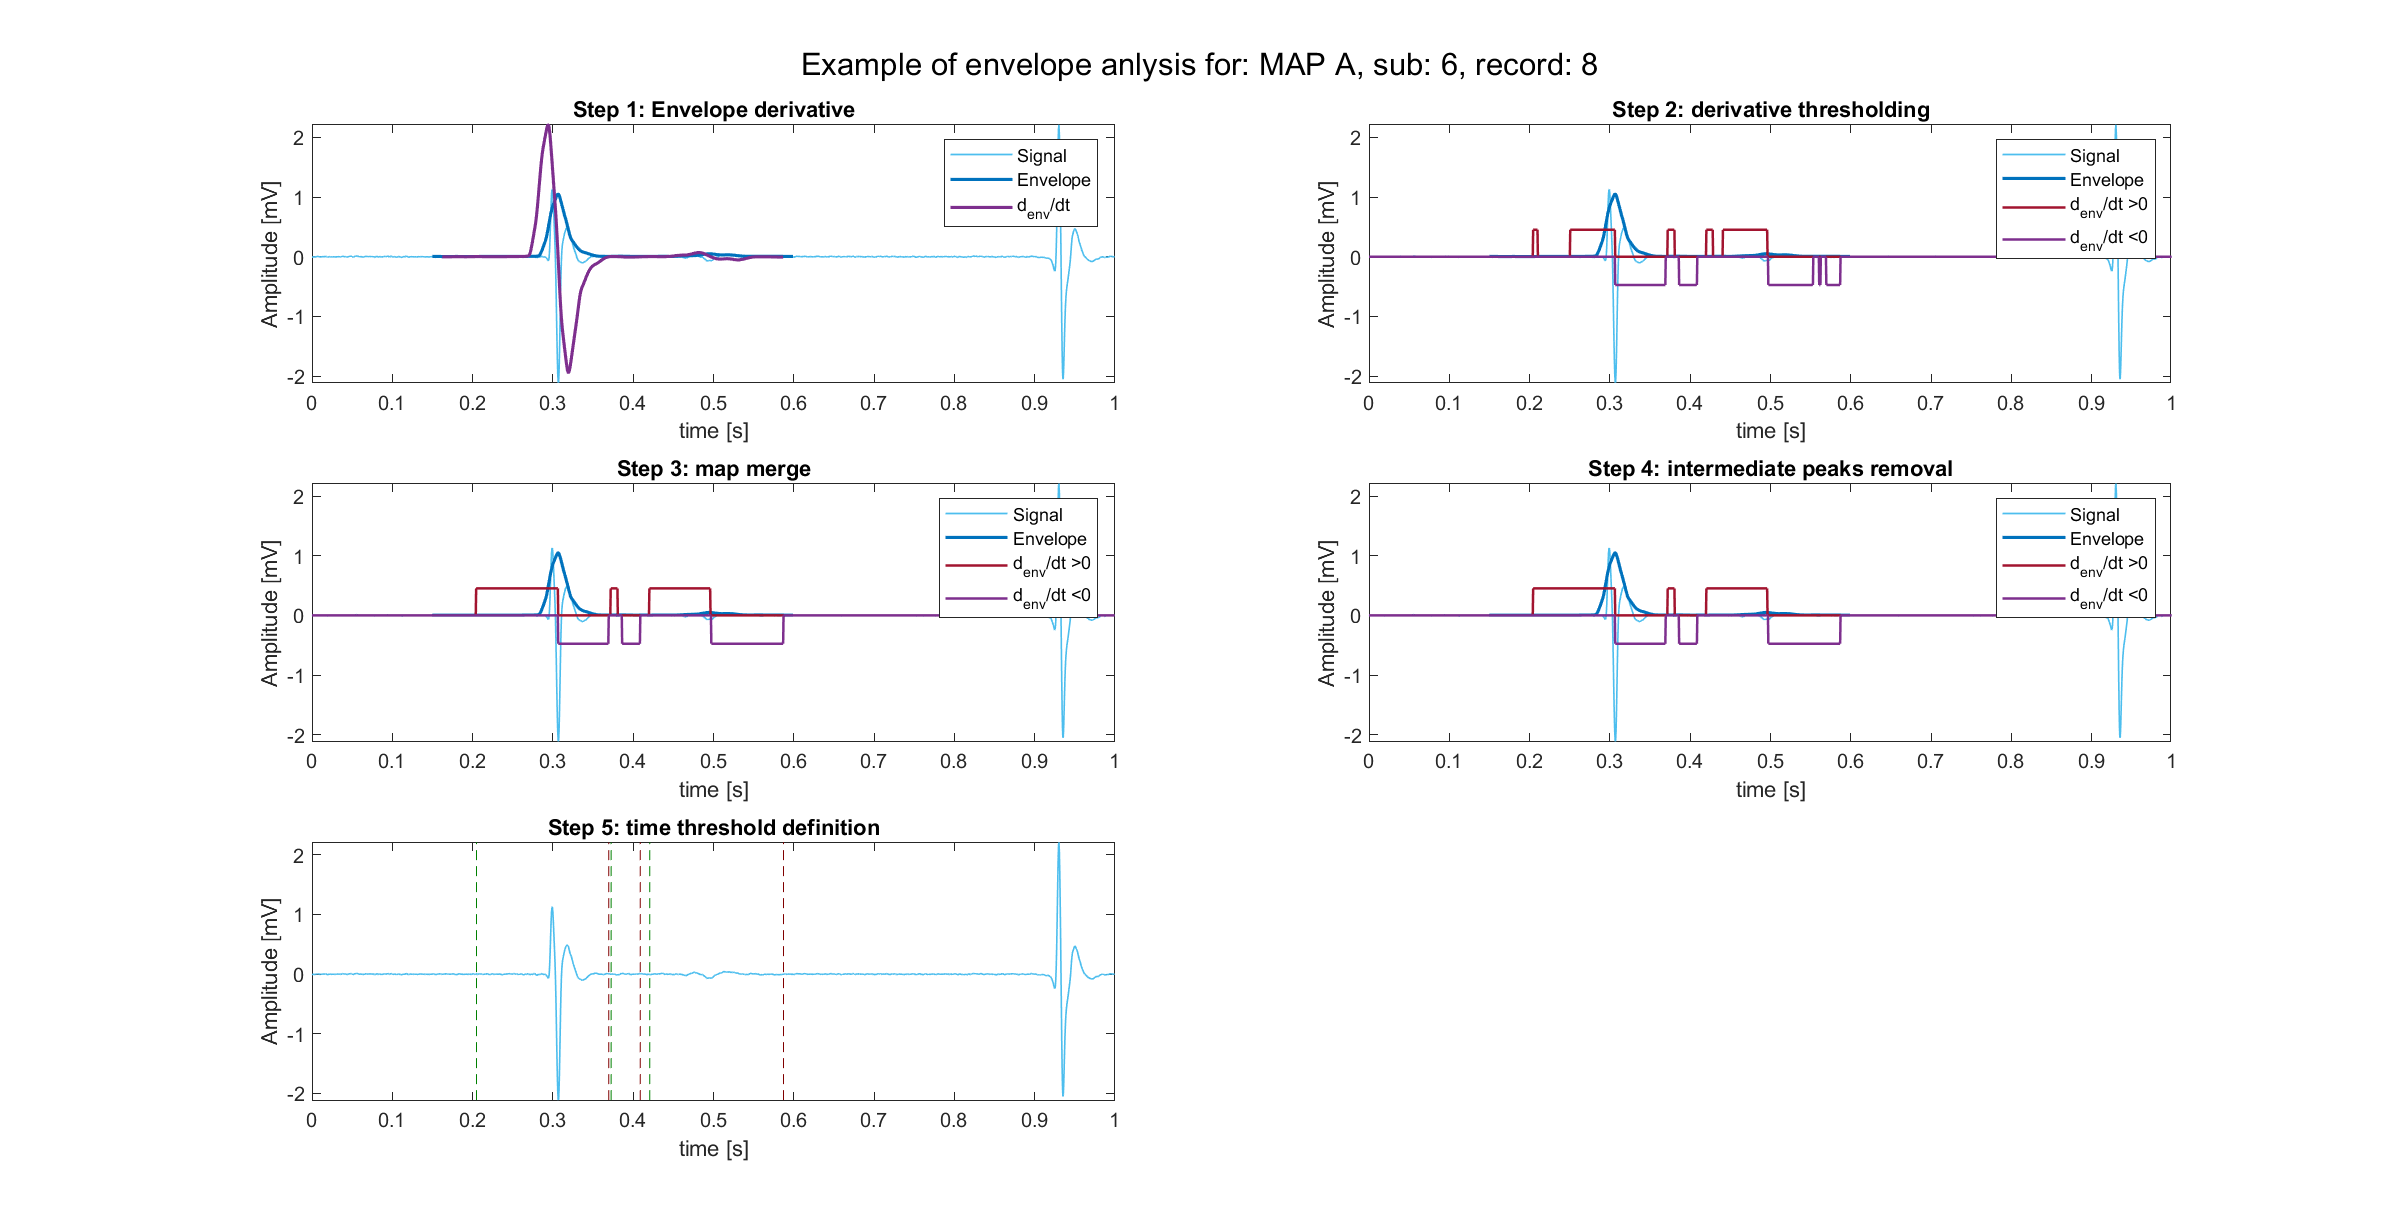 Example of envelope anlysis for: MAP A, sub: 6, record: 8
Step 1: Envelope derivative
Amplitude [mV]
2
1
0
-1
-2
Signal
Envelope
d_env/dt
0 0.1 0.2 0.3 0.4 0.5 0.6 0.7 0.8 0.9 1
time [s]
Step 2: derivative thresholding
Amplitude [mV]
2
1
0
-1
-2
Signal
Envelope
d_env/dt >0
d_env/dt <0
0 0.1 0.2 0.3 0.4 0.5 0.6 0.7 0.8 0.9 1
time [s]
Step 3: map merge
Amplitude [mV]
2
1
0
-1
-2
Signal
Envelope
d_env/dt >0
d_env/dt <0
0 0.1 0.2 0.3 0.4 0.5 0.6 0.7 0.8 0.9 1
time [s]
Step 4: intermediate peaks removal
Amplitude [mV]
2
1
0
-1
-2
Signal
Envelope
d_env/dt >0
d_env/dt <0
0 0.1 0.2 0.3 0.4 0.5 0.6 0.7 0.8 0.9 1
time [s]
Step 5: time threshold definition
Amplitude [mV]
2
1
0
-1
-2
0 0.1 0.2 0.3 0.4 0.5 0.6 0.7 0.8 0.9 1
time [s]